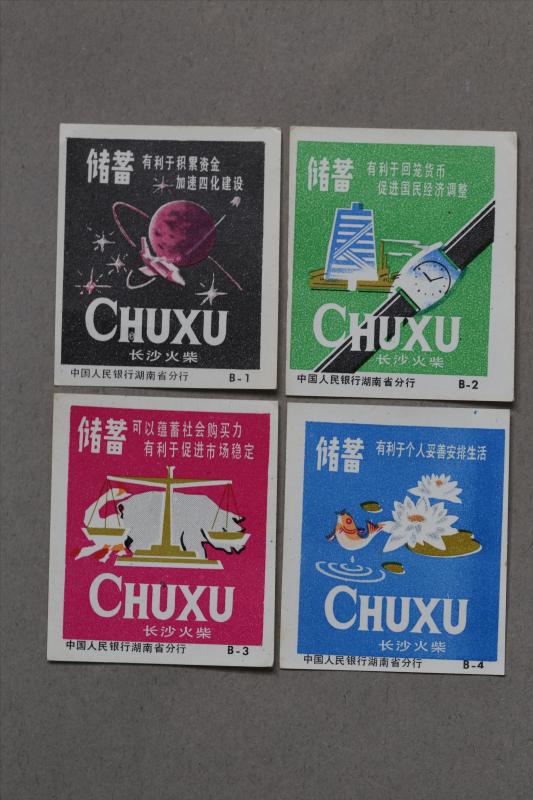 储蓄
有利于积累资金
加速四化建设
CHUXU
长沙火柴
中国人民银行湖南省分行 B-1
储蓄
有利于回笼货币
促进国民经济调整
CHUXU
长沙火柴
中国人民银行湖南省分行 B-2
储蓄
可以蕴蓄社会购买力
有利于促进市场稳定
CHUXU
长沙火柴
中国人民银行湖南省分行 B-3
储蓄
有利于个人妥善安排生活
CHUXU
长沙火柴
中国人民银行湖南省分行 B-4